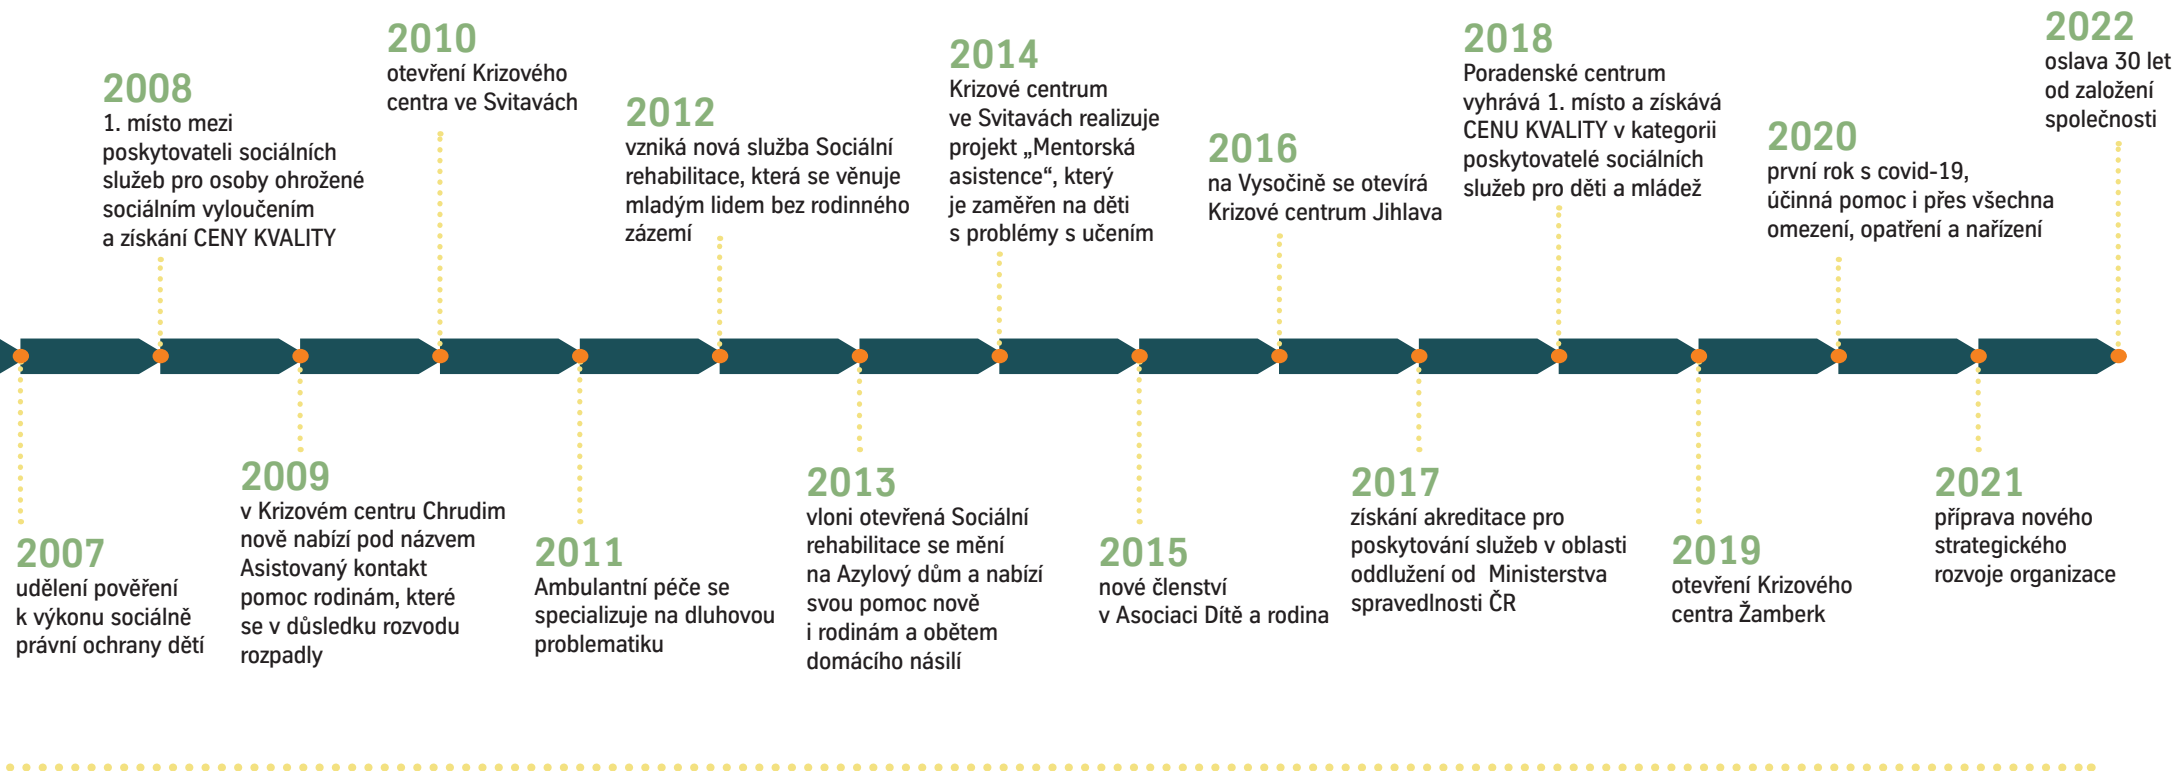 2007
udělení pověření
k výkonu sociálně
právní ochrany dětí
2008
1. místo mezi
poskytovateli sociálních
služeb pro osoby ohrožené
sociálním vyloučením
a získání CENY KVALITY
2009
v Krizovém centru Chrudim
nově nabízí pod názvem
Asistovaný kontakt
pomoc rodinám, které
se v důsledku rozvodu
rozpadly
2010
otevření Krizového
centra ve Svitavách
2011
Ambulantní péče se
specializuje na dluhovou
problematiku
2012
vzniká nová služba Sociální
rehabilitace, která se věnuje
mladým lidem bez rodinného
zázemí
2013
vloni otevřená Sociální
rehabilitace se mění
na Azylový dům a nabízí
svou pomoc nově
i rodinám a obětem
domácího násilí
2014
Krizové centrum
ve Svitavách realizuje
projekt „Mentorská
asistence“, který
je zaměřen na děti
s problémy s učením
2015
nové členství
v Asociaci Dítě a rodina
2016
na Vysočině se otevírá
Krizové centrum Jihlava
2017
získání akreditace pro
poskytování služeb v oblasti
oddlužení od  Ministerstva
spravedlnosti ČR
2018
Poradenské centrum
vyhrává 1. místo a získává
CENU KVALITY v kategorii
poskytovatelé sociálních
služeb pro děti a mládež
2019
otevření Krizového
centra Žamberk
2020
první rok s covid-19,
účinná pomoc i přes všechna
omezení, opatření a nařízení
2021
příprava nového
strategického
rozvoje organizace
2022
oslava 30 let
od založení
společnosti